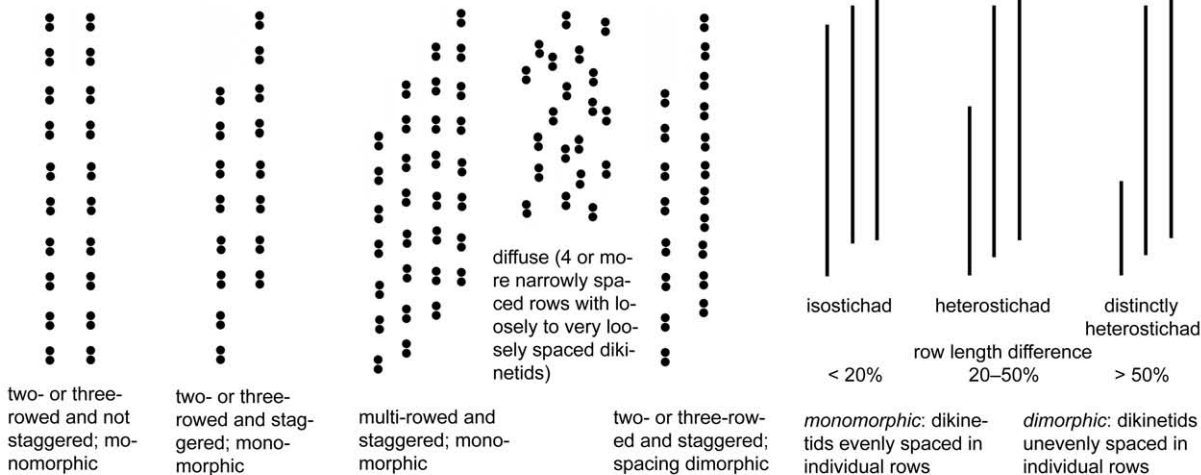 two- or three-
rowed and not
staggered; mo-
nomorphic
two- or three-
rowed and stag-
gered; mono-
morphic
multi-rowed and
staggered; mono-
morphic
diffuse (4 or mo-
re narrowly spa-
ced rows with lo-
osely to very loo-
sely spaced diki-
netids)
two- or three-row-
ed and staggered;
spacing dimorphic
isostichad
heterostichad
distinctly
heterostichad
row length difference
< 20%
20–50%
> 50%
monomorphic: dikine-
tids evenly spaced in
individual rows
dimorphic: dikinetids
unevenly spaced in
individual rows